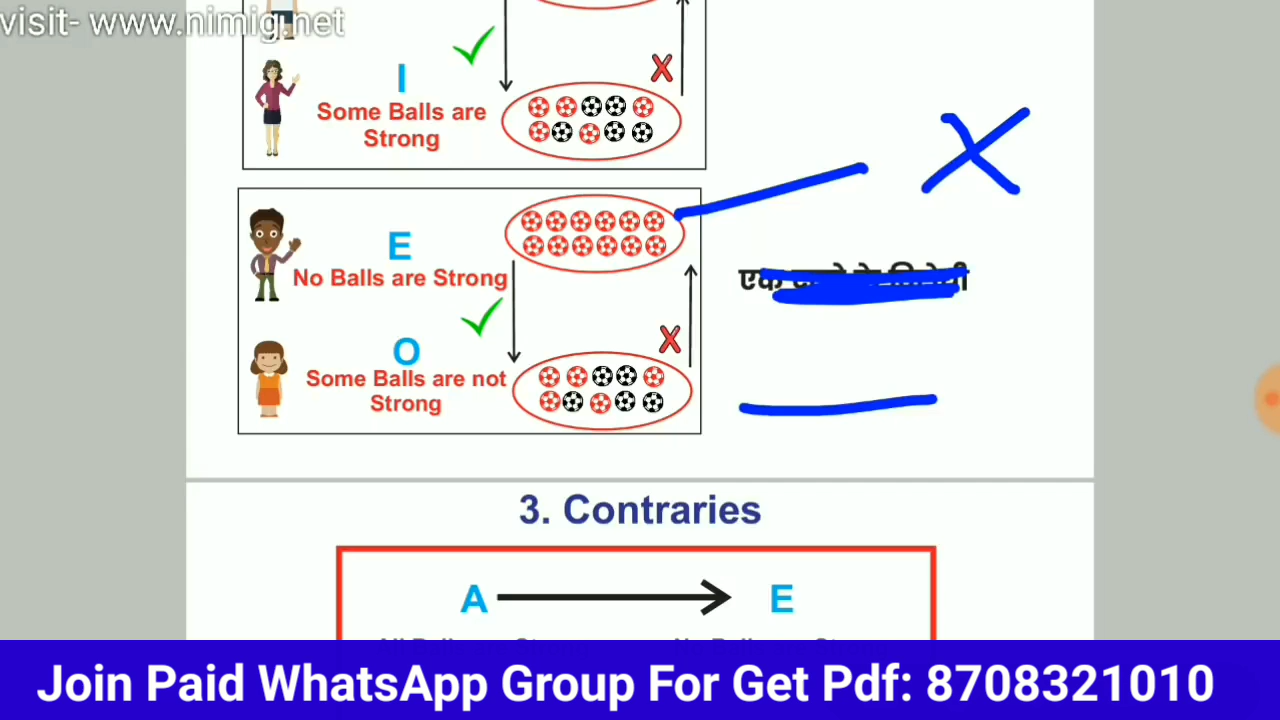 visit- www.nimig.net
I
Some Balls are
Strong
X
E
No Balls are Strong
एक
O
X
Some Balls are not
Strong
3. Contraries
A E
Join Paid WhatsApp Group For Get Pdf: 8708321010